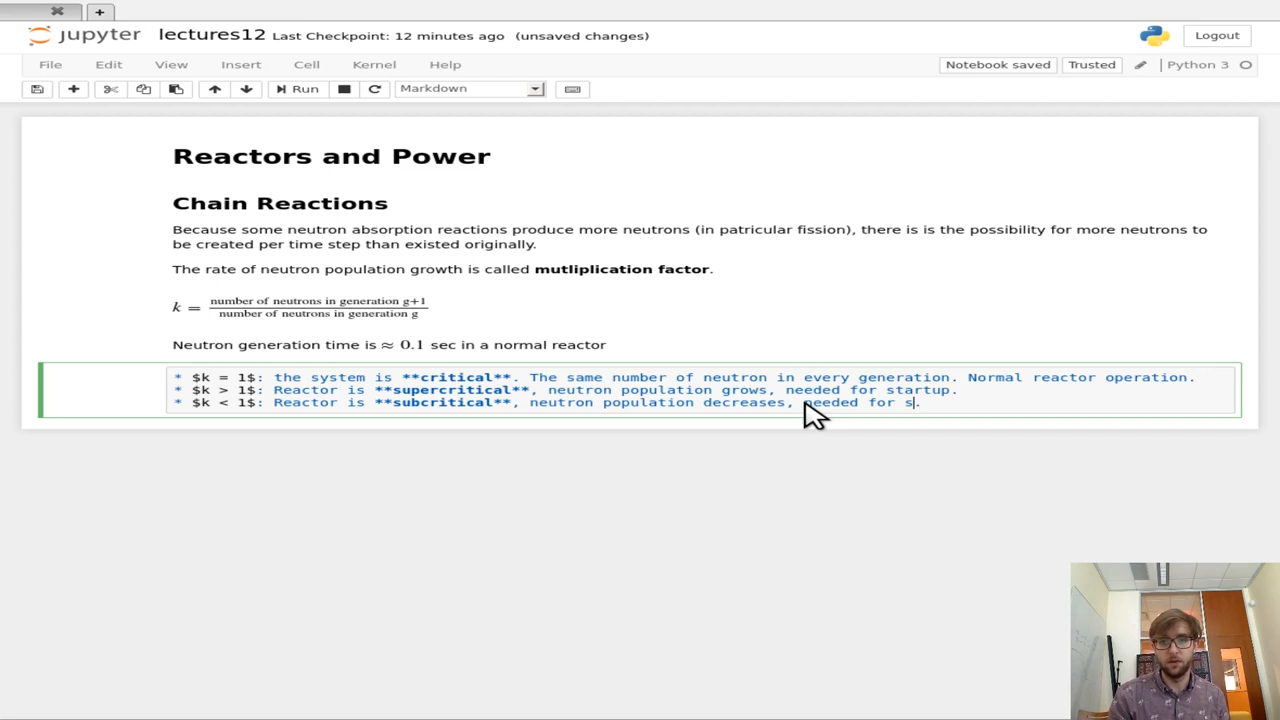 +
jupyter lectures12 Last Checkpoint: 12 minutes ago (unsaved changes) Logout
File Edit View Insert Cell Kernel Help Notebook saved Trusted Python 3
Run Markdown
Reactors and Power
Chain Reactions
Because some neutron absorption reactions produce more neutrons (in patricular fission), there is is the possibility for more neutrons to
be created per time step than existed originally.
The rate of neutron population growth is called mutliplication factor.
k = number of neutrons in generation g+1
number of neutrons in generation g
Neutron generation time is ≈ 0.1 sec in a normal reactor
* $k = 1$: the system is **critical**. The same number of neutron in every generation. Normal reactor operation.
* $k > 1$: Reactor is **supercritical**, neutron population grows, needed for startup.
* $k < 1$: Reactor is **subcritical**, neutron population decreases, needed for s.